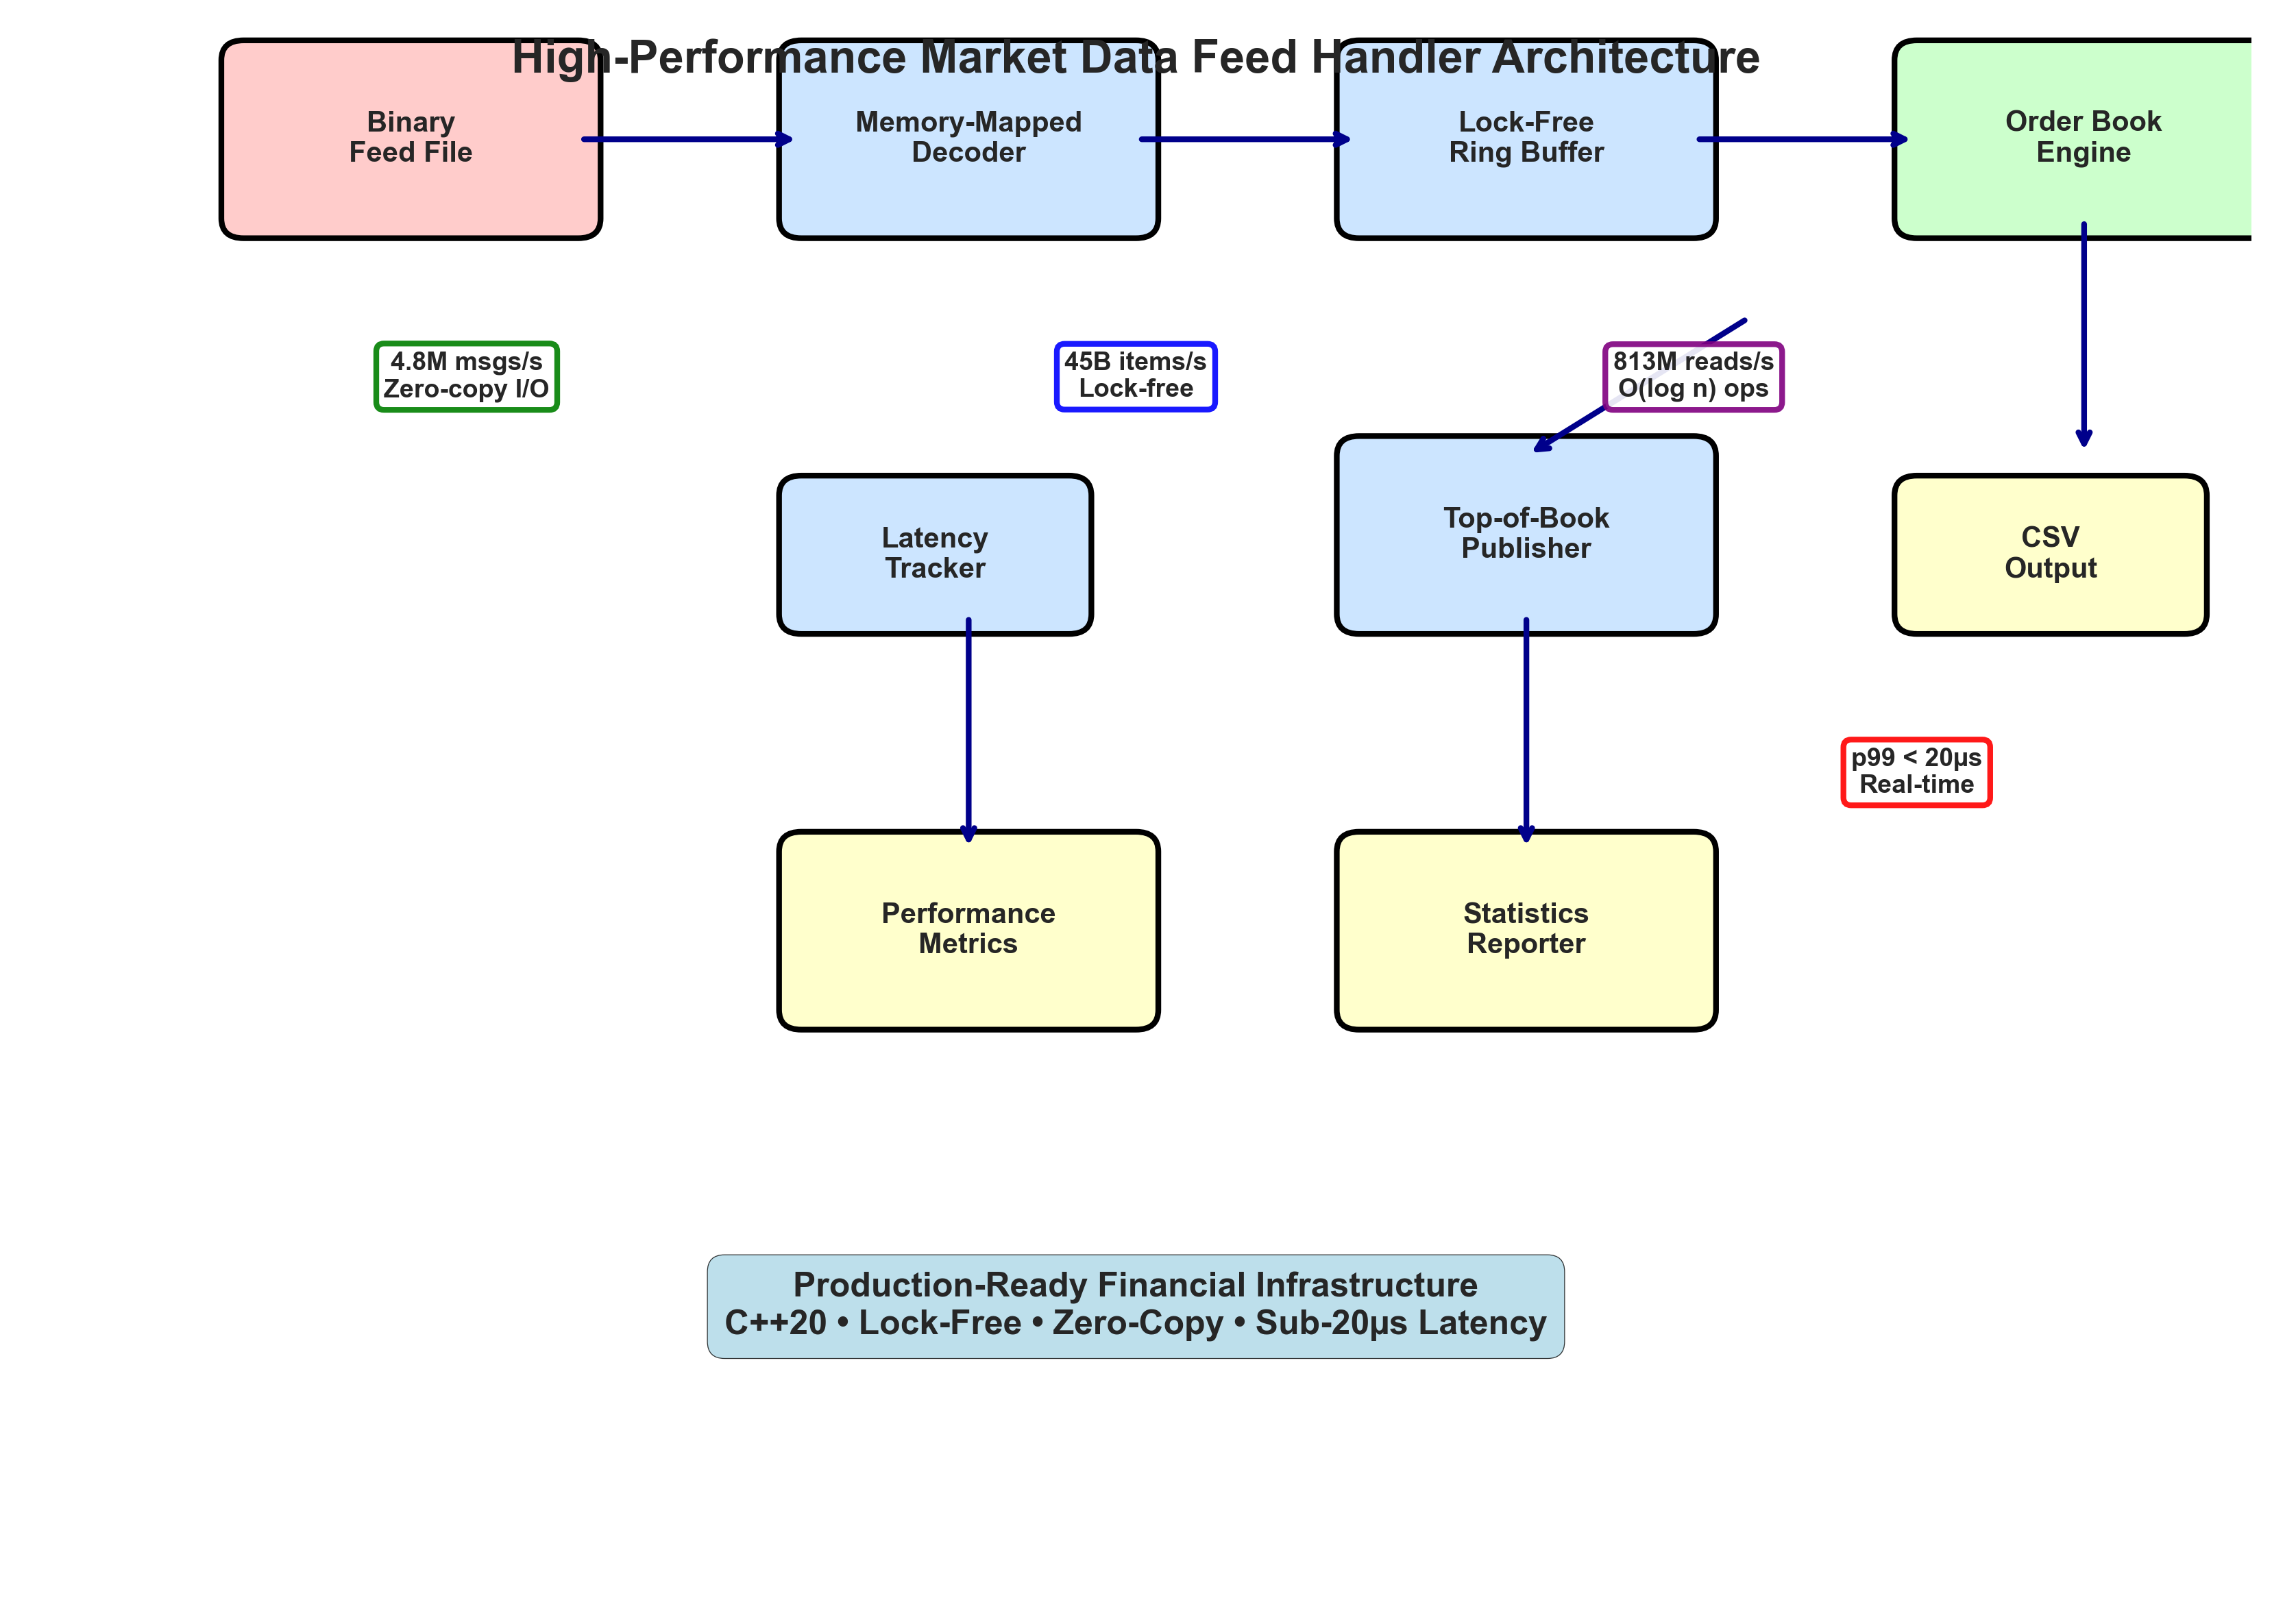 High-Performance Market Data Feed Handler Architecture
Binary
Feed File
Memory-Mapped
Decoder
Lock-Free
Ring Buffer
Order Book
Engine
4.8M msgs/s
Zero-copy I/O
45B items/s
Lock-free
813M reads/s
O(log n) ops
Latency
Tracker
Top-of-Book
Publisher
CSV
Output
p99 < 20µs
Real-time
Performance
Metrics
Statistics
Reporter
Production-Ready Financial Infrastructure
C++20 • Lock-Free • Zero-Copy • Sub-20µs Latency